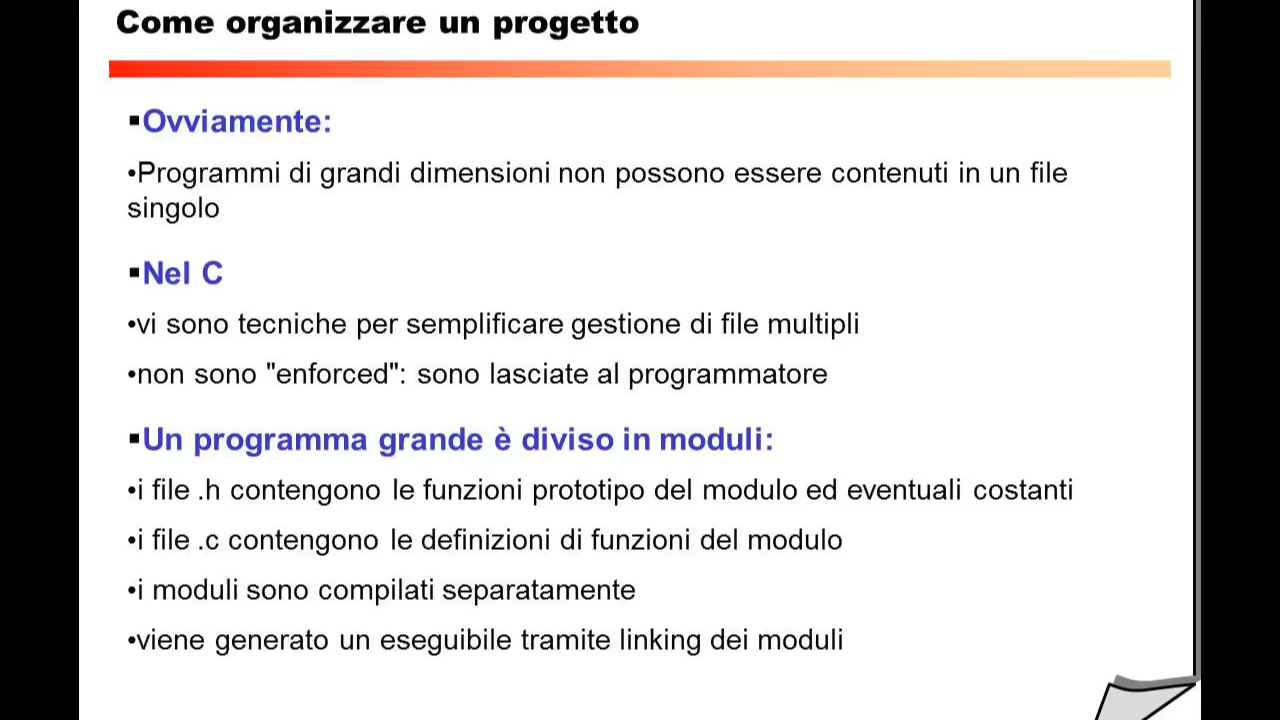 Come organizzare un progetto
▪Ovviamente:
•Programmi di grandi dimensioni non possono essere contenuti in un file
singolo
▪Nel C
•vi sono tecniche per semplificare gestione di file multipli
•non sono "enforced": sono lasciate al programmatore
▪Un programma grande è diviso in moduli:
•i file .h contengono le funzioni prototipo del modulo ed eventuali costanti
•i file .c contengono le definizioni di funzioni del modulo
•i moduli sono compilati separatamente
•viene generato un eseguibile tramite linking dei moduli